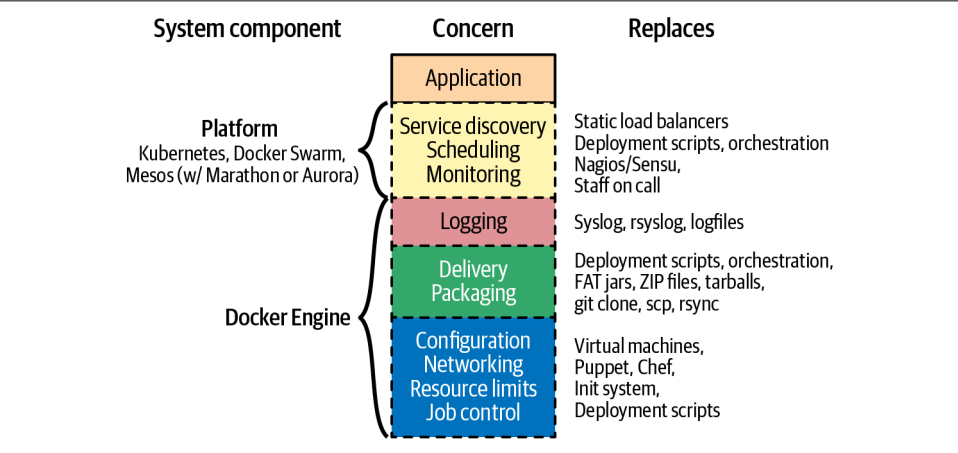 System component
Concern
Replaces
Application
Platform
Kubernetes, Docker Swarm,
Mesos (w/ Marathon or Aurora)
Service discovery
Scheduling
Monitoring
Static load balancers
Deployment scripts, orchestration
Nagios/Sensu,
Staff on call
Docker Engine
Logging
Syslog, rsyslog, logfiles
Delivery
Packaging
Deployment scripts, orchestration,
FAT jars, ZIP files, tarballs,
git clone, scp, rsync
Configuration
Networking
Resource limits
Job control
Virtual machines,
Puppet, Chef,
Init system,
Deployment scripts